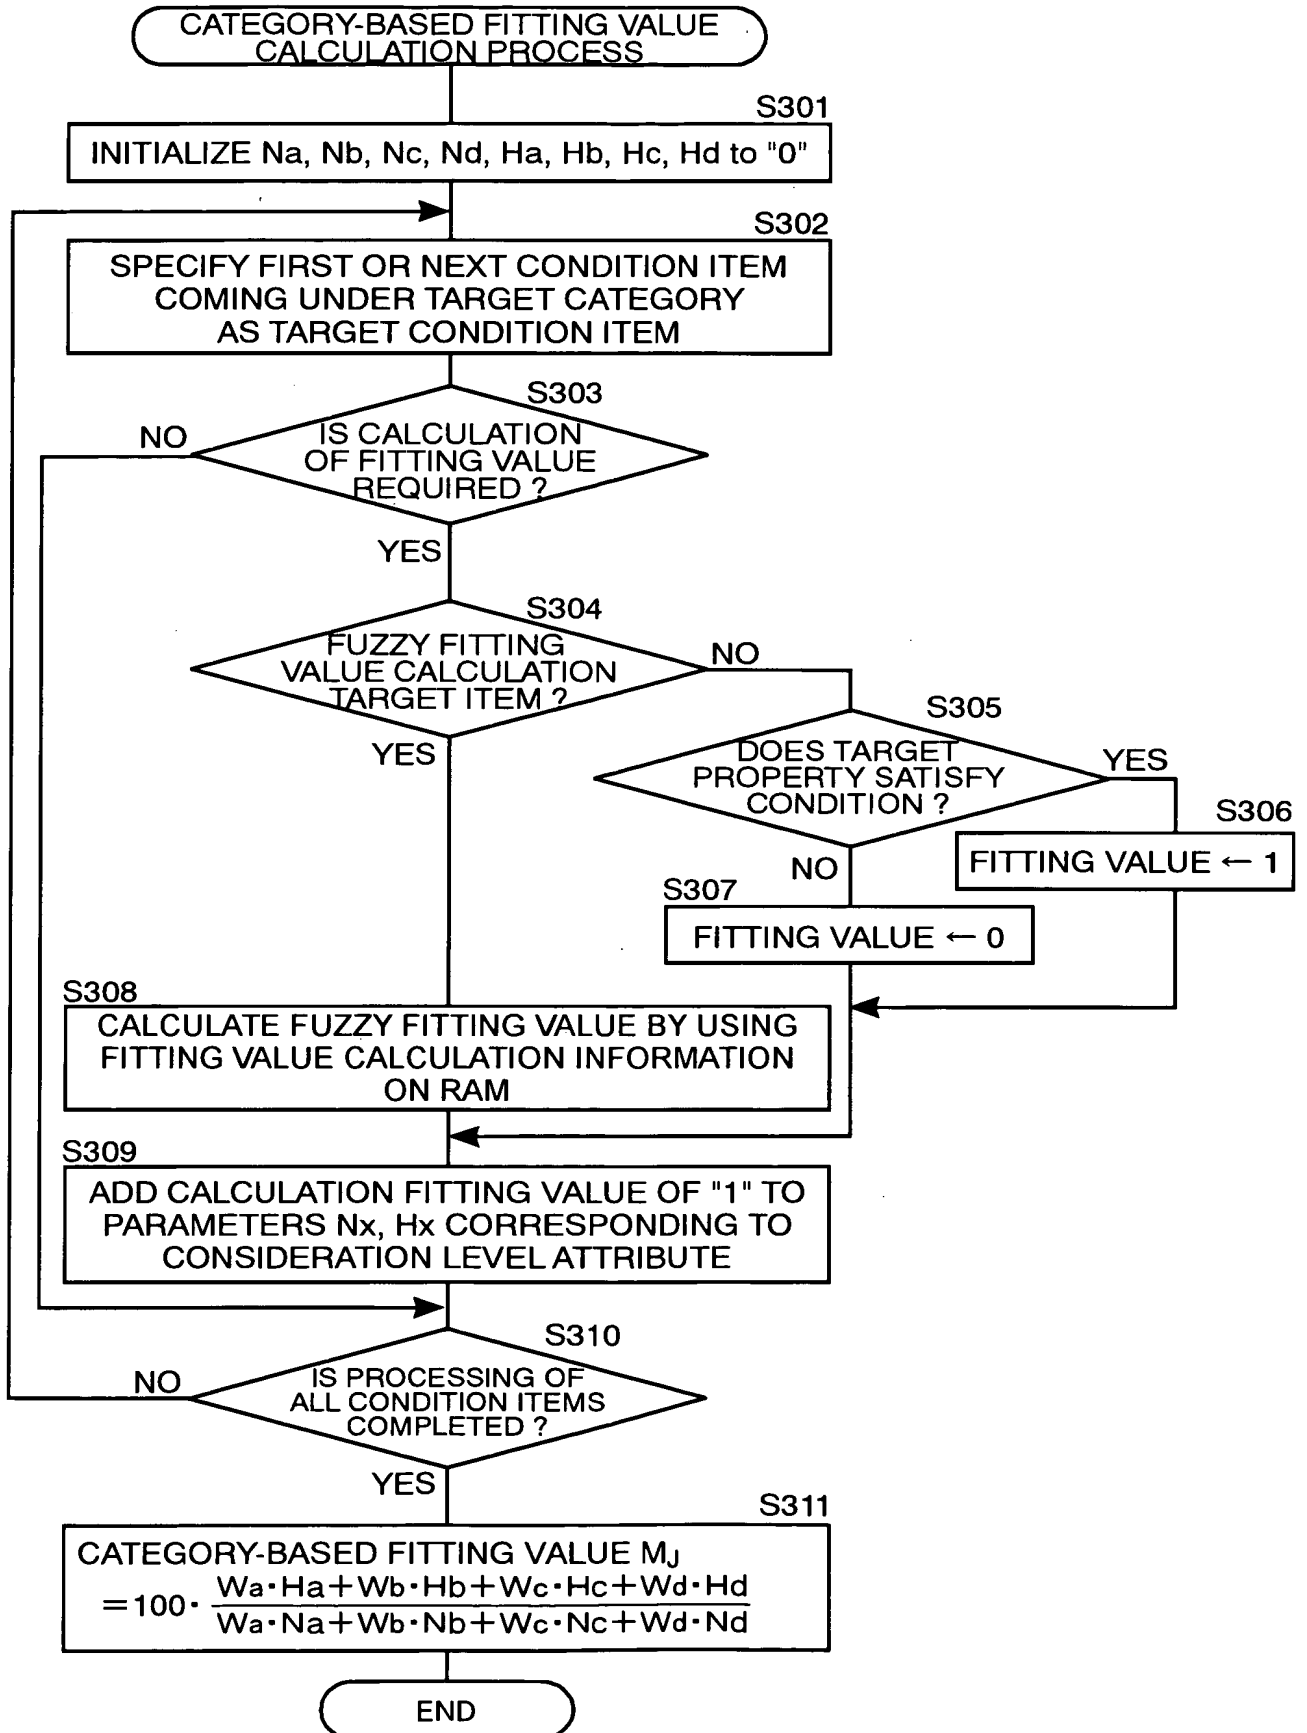 CATEGORY-BASED FITTING VALUE
CALCULATION PROCESS
S301
INITIALIZE Na, Nb, Nc, Nd, Ha, Hb, Hc, Hd to "0"
S302
SPECIFY FIRST OR NEXT CONDITION ITEM
COMING UNDER TARGET CATEGORY
AS TARGET CONDITION ITEM
S303
NO
IS CALCULATION
OF FITTING VALUE
REQUIRED ?
YES
S304
FUZZY FITTING
VALUE CALCULATION
TARGET ITEM ?
NO
YES
S305
DOES TARGET
PROPERTY SATISFY
CONDITION ?
YES
S306
FITTING VALUE ← 1
NO
S307
FITTING VALUE ← 0
S308
CALCULATE FUZZY FITTING VALUE BY USING
FITTING VALUE CALCULATION INFORMATION
ON RAM
S309
ADD CALCULATION FITTING VALUE OF "1" TO
PARAMETERS Nx, Hx CORRESPONDING TO
CONSIDERATION LEVEL ATTRIBUTE
S310
NO
IS PROCESSING OF
ALL CONDITION ITEMS
COMPLETED ?
YES
S311
CATEGORY-BASED FITTING VALUE MJ
Wa·Ha+Wb·Hb+Wc·Hc+Wd·Hd
=100·
Wa·Na+Wb·Nb+Wc·Nc+Wd·Nd
END